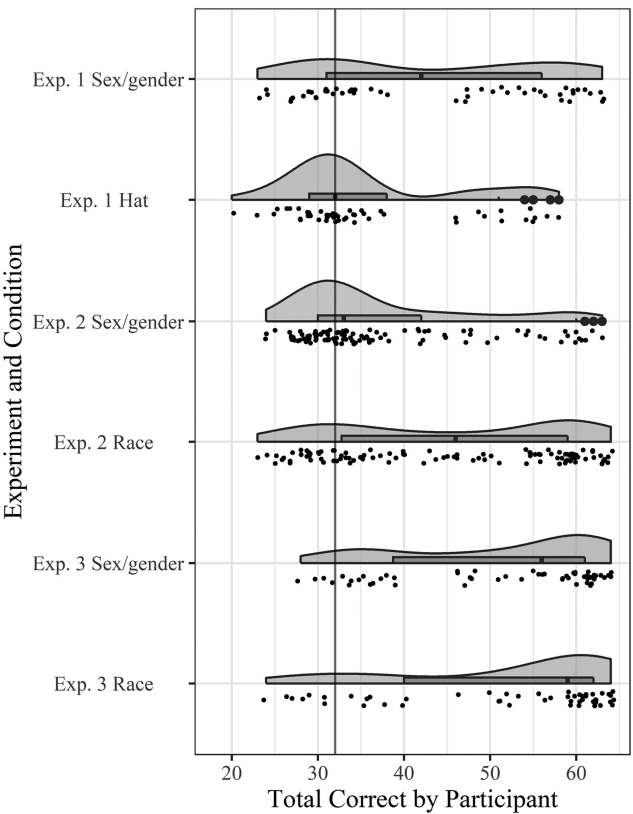 Experiment and Condition
Exp. 1 Sex/gender
Exp. 1 Hat
Exp. 2 Sex/gender
Exp. 2 Race
Exp. 3 Sex/gender
Exp. 3 Race
20 30 40 50 60
Total Correct by Participant